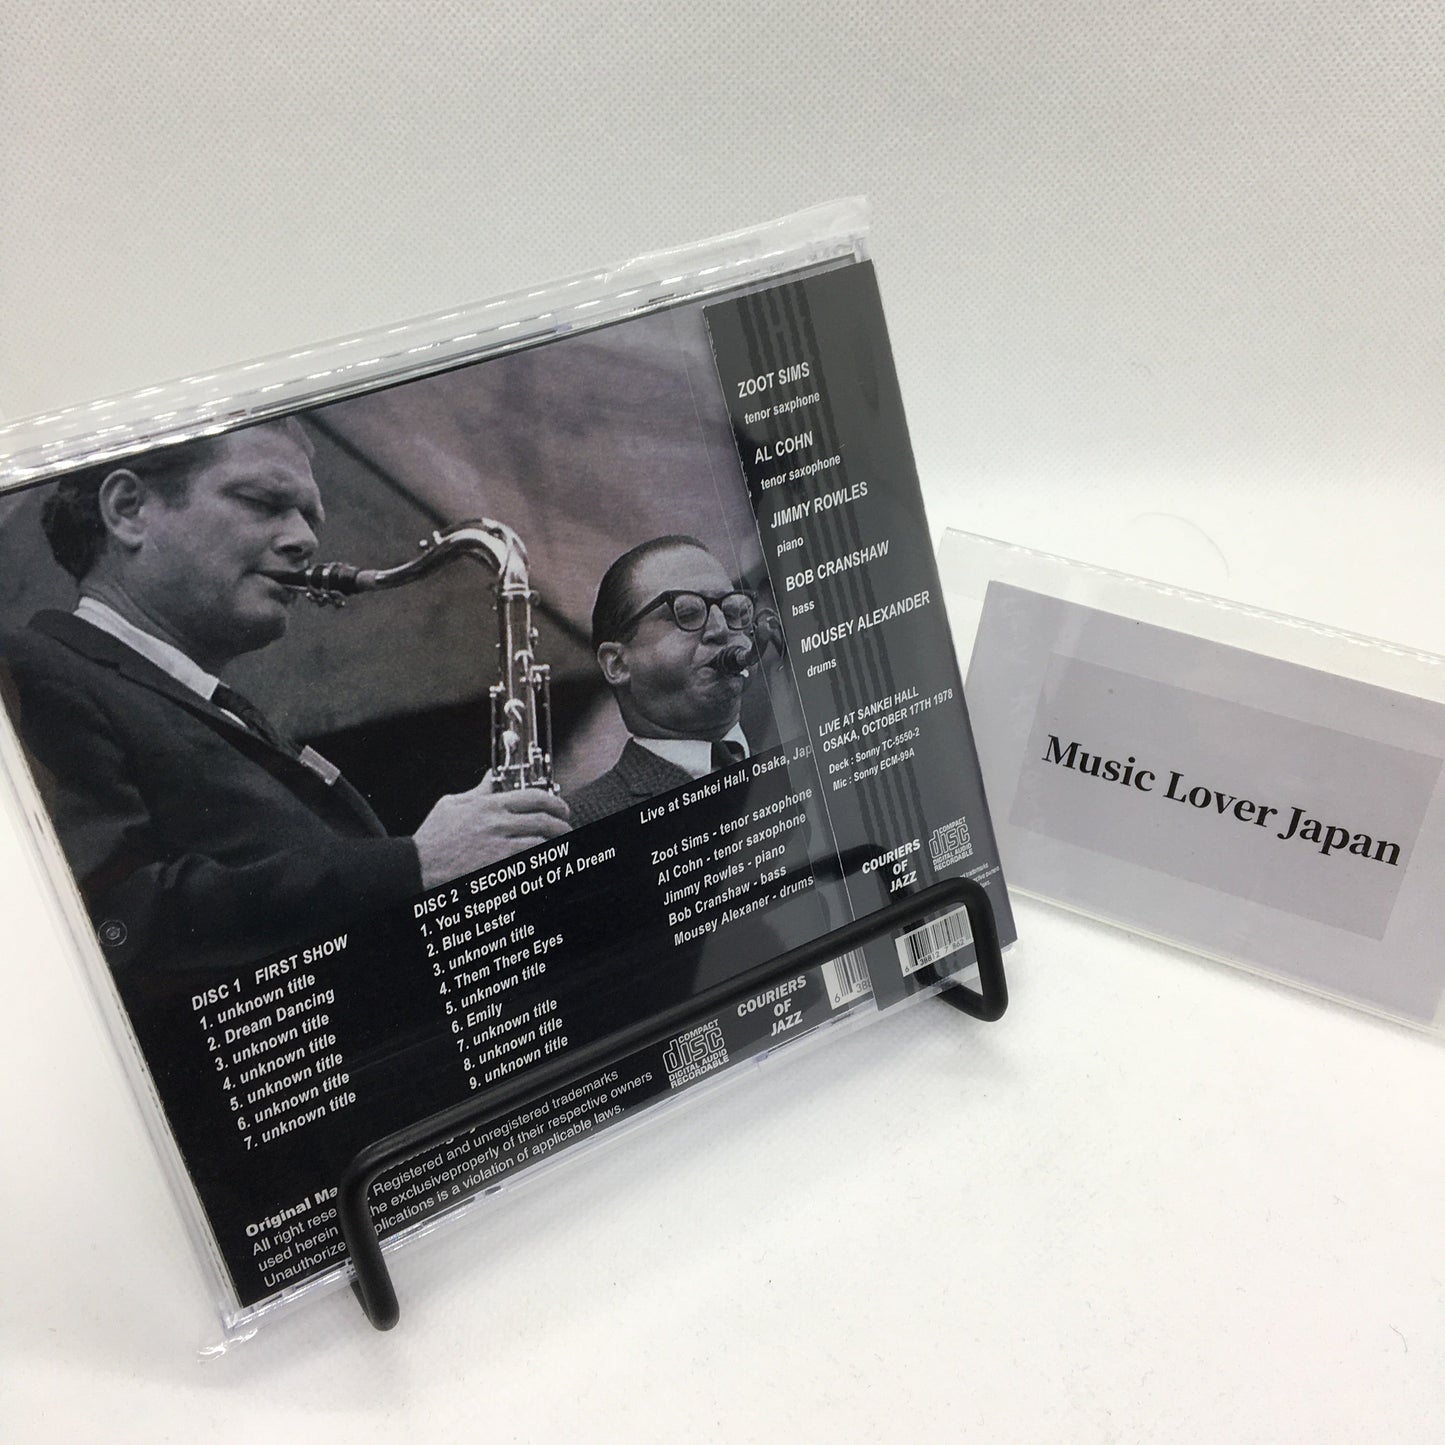 ZOOT SIMS
tenor saxphone
AL COHN
tenor saxophone
JIMMY ROWLES
piano
BOB CRANSHAW
bass
MOUSEY ALEXANDER
drums
LIVE AT SANKEI HALL
OSAKA, OCTOBER 17TH 1978
Deck : Sonny TC-5550-2
Mic : Sonny ECM-99A
COURIERS
OF
JAZZ
COMPACT
disc
DIGITAL AUDIO
RECORDABLE
Live at Sankei Hall, Osaka, Jap
Zoot Sims - tenor saxophone
Al Cohn - tenor saxophone
Jimmy Rowles - piano
Bob Cranshaw - bass
Mousey Alexaner - drums
DISC 1 FIRST SHOW
1. unknown title
2. Dream Dancing
3. unknown title
4. unknown title
5. unknown title
6. unknown title
7. unknown title
DISC 2 SECOND SHOW
1. You Stepped Out Of A Dream
2. Blue Lester
3. unknown title
4. Them There Eyes
5. unknown title
6. Emily
7. unknown title
8. unknown title
9. unknown title
COMPACT
disc
DIGITAL AUDIO
RECORDABLE
COURIERS
OF
JAZZ
Original Ma
All right rese Registered and unregistered trademarks
used herein he exclusiveproperly of their respective owners
Unauthorize plications is a violation of applicable laws.
Music Lover Japan